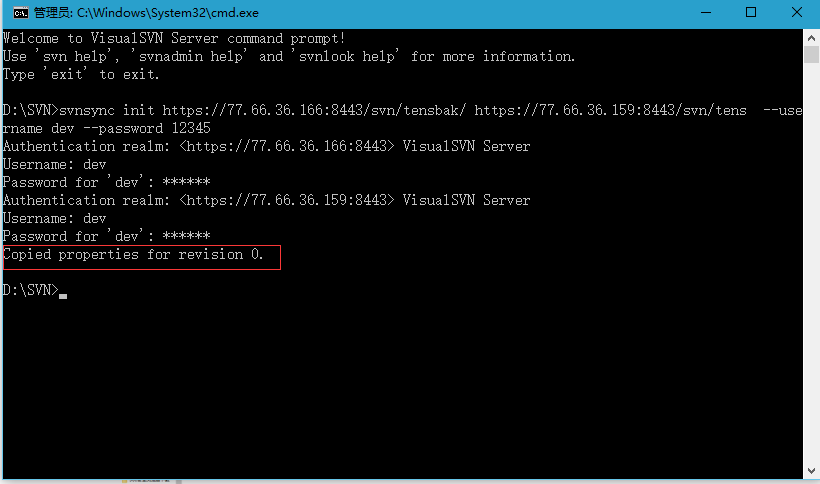 管理员: C:\Windows\System32\cmd.exe
Welcome to VisualSVN Server command prompt!
Use 'svn help', 'svnadmin help' and 'svnlook help' for more information.
Type 'exit' to exit.
D:\SVN>svnsync init https://77.66.36.166:8443/svn/tensbak/ https://77.66.36.159:8443/svn/tens  --use
rname dev --password 12345
Authentication realm: <https://77.66.36.166:8443> VisualSVN Server
Username: dev
Password for 'dev': ******
Authentication realm: <https://77.66.36.159:8443> VisualSVN Server
Username: dev
Password for 'dev': ******
Copied properties for revision 0.
D:\SVN>